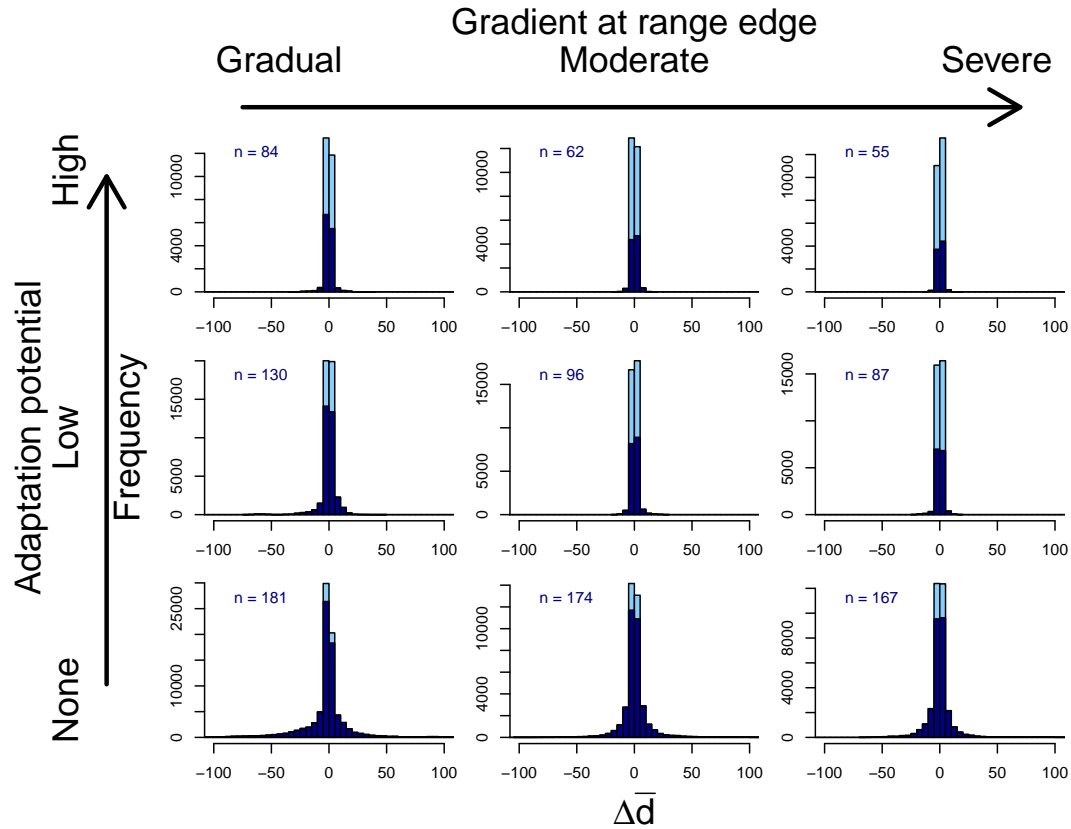 Gradient at range edge
Gradual Moderate Severe
Adaptation potential
High
Low
None
Frequency
n = 84
0 4000 10000
−100 −50 0 50 100
n = 62
0 4000 10000
−100 −50 0 50 100
n = 55
0 4000 10000
−100 −50 0 50 100
n = 130
0 5000 15000
−100 −50 0 50 100
n = 96
0 5000 15000
−100 −50 0 50 100
n = 87
0 5000 15000
−100 −50 0 50 100
n = 181
0 5000 15000 25000
−100 −50 0 50 100
n = 174
0 4000 10000
−100 −50 0 50 100
n = 167
0 4000 8000
−100 −50 0 50 100
Δd̅